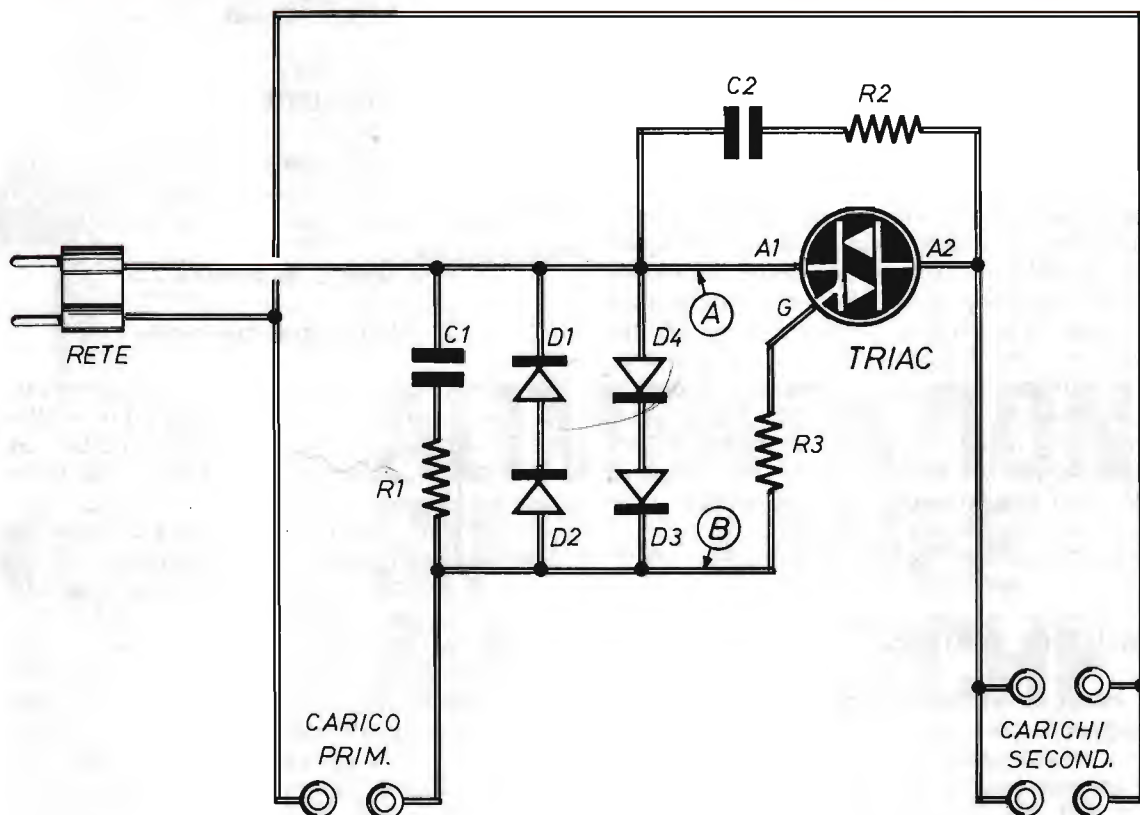 C2
R2
A1
A2
A
G
RETE
C1
D1
D4
TRIAC
R1
R3
D2
D3
B
CARICO
PRIM.
CARICHI
SECOND.